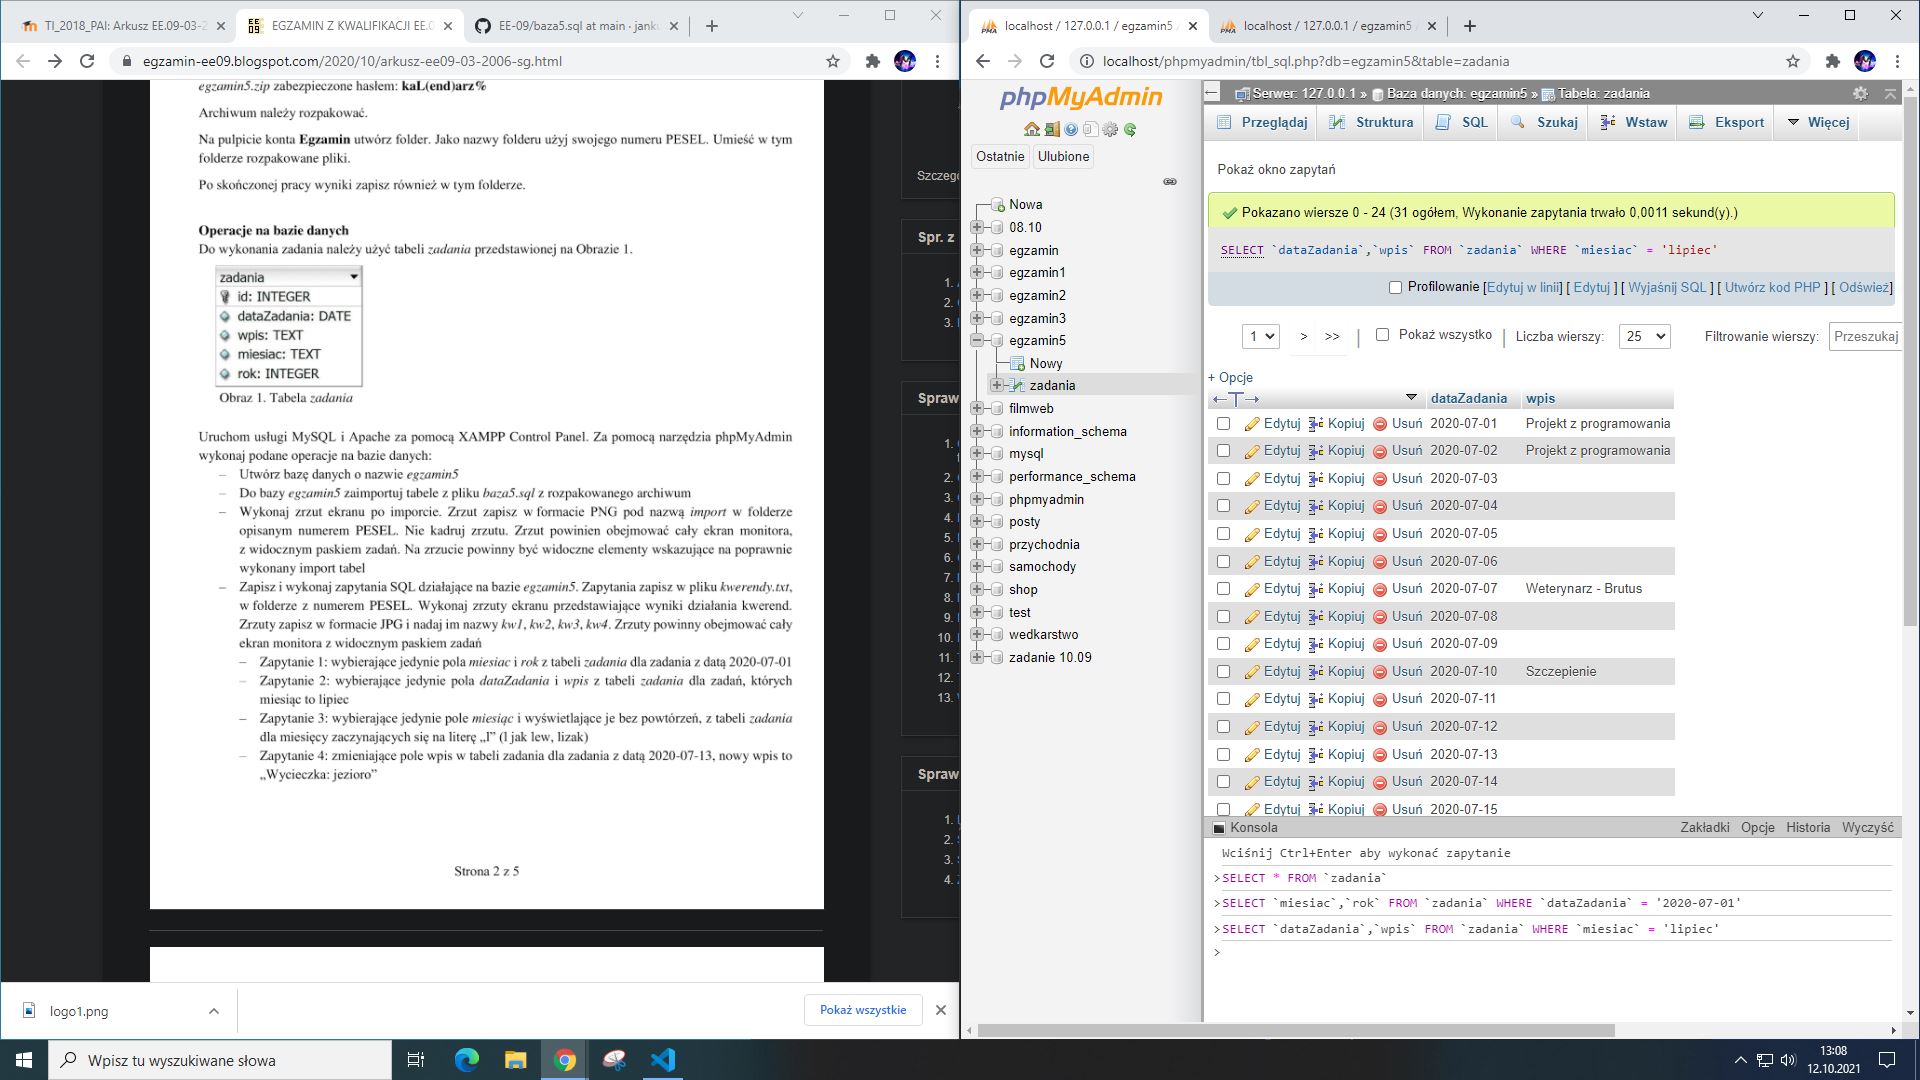 TI_2018_PAI: Arkusz EE.09-03-2
EGZAMIN Z KWALIFIKACJI EE.0
EE-09/baza5.sql at main · jank
egzamin-ee09.blogspot.com/2020/10/arkusz-ee09-03-2006-sg.html
egzamin5.zip zabezpieczone hasłem: kaL(end)arz%
Archiwum należy rozpakować.
Na pulpicie konta Egzamin utwórz folder. Jako nazwy folderu użyj swojego numeru PESEL. Umieść w tym
folderze rozpakowane pliki.
Po skończonej pracy wyniki zapisz również w tym folderze.
Operacje na bazie danych
Do wykonania zadania należy użyć tabeli zadania przedstawionej na Obrazie 1.
zadania
id: INTEGER
dataZadania: DATE
wpis: TEXT
miesiac: TEXT
rok: INTEGER
Obraz 1. Tabela zadania
Uruchom usługi MySQL i Apache za pomocą XAMPP Control Panel. Za pomocą narzędzia phpMyAdmin
wykonaj podane operacje na bazie danych:
– Utwórz bazę danych o nazwie egzamin5
– Do bazy egzamin5 zaimportuj tabele z pliku baza5.sql z rozpakowanego archiwum
– Wykonaj zrzut ekranu po imporcie. Zrzut zapisz w formacie PNG pod nazwą import w folderze
opisanym numerem PESEL. Nie kadruj zrzutu. Zrzut powinien obejmować cały ekran monitora,
z widocznym paskiem zadań. Na zrzucie powinny być widoczne elementy wskazujące na poprawnie
wykonany import tabel
– Zapisz i wykonaj zapytania SQL działające na bazie egzamin5. Zapytania zapisz w pliku kwerendy.txt,
w folderze z numerem PESEL. Wykonaj zrzuty ekranu przedstawiające wyniki działania kwerend.
Zrzuty zapisz w formacie JPG i nadaj im nazwy kw1, kw2, kw3, kw4. Zrzuty powinny obejmować cały
ekran monitora z widocznym paskiem zadań
– Zapytanie 1: wybierające jedynie pola miesiac i rok z tabeli zadania dla zadania z datą 2020-07-01
– Zapytanie 2: wybierające jedynie pola dataZadania i wpis z tabeli zadania dla zadań, których
miesiąc to lipiec
– Zapytanie 3: wybierające jedynie pole miesiąc i wyświetlające je bez powtórzeń, z tabeli zadania
dla miesięcy zaczynających się na literę „l” (l jak lew, lizak)
– Zapytanie 4: zmieniające pole wpis w tabeli zadania dla zadania z datą 2020-07-13, nowy wpis to
„Wycieczka: jezioro”
Strona 2 z 5
Szczegó
Spr. z
1.
2.
3.
Spraw
1.
2.
3.
4.
5.
6.
7.
8.
9.
10.
11.
12.
13.
Spraw
1.
2.
3.
4.
logo1.png
Pokaż wszystkie
localhost / 127.0.0.1 / egzamin5
localhost / 127.0.0.1 / egzamin5
localhost/phpmyadmin/tbl_sql.php?db=egzamin5&table=zadania
phpMyAdmin
Ostatnie Ulubione
Nowa
08.10
egzamin
egzamin1
egzamin2
egzamin3
egzamin5
Nowy
zadania
filmweb
information_schema
mysql
performance_schema
phpmyadmin
posty
przychodnia
samochody
shop
test
wedkarstwo
zadanie 10.09
Serwer: 127.0.0.1 » Baza danych: egzamin5 » Tabela: zadania
Przeglądaj Struktura SQL Szukaj Wstaw Eksport Więcej
Pokaż okno zapytań
Pokazano wiersze 0 - 24 (31 ogółem, Wykonanie zapytania trwało 0,0011 sekund(y).)
SELECT `dataZadania`,`wpis` FROM `zadania` WHERE `miesiac` = 'lipiec'
Profilowanie [Edytuj w linii] [ Edytuj ] [ Wyjaśnij SQL ] [ Utwórz kod PHP ] [ Odśwież]
1 > >> | Pokaż wszystko | Liczba wierszy: 25 Filtrowanie wierszy: Przeszukaj
+ Opcje
←T→ dataZadania wpis
Edytuj Kopiuj Usuń 2020-07-01 Projekt z programowania
Edytuj Kopiuj Usuń 2020-07-02 Projekt z programowania
Edytuj Kopiuj Usuń 2020-07-03
Edytuj Kopiuj Usuń 2020-07-04
Edytuj Kopiuj Usuń 2020-07-05
Edytuj Kopiuj Usuń 2020-07-06
Edytuj Kopiuj Usuń 2020-07-07 Weterynarz - Brutus
Edytuj Kopiuj Usuń 2020-07-08
Edytuj Kopiuj Usuń 2020-07-09
Edytuj Kopiuj Usuń 2020-07-10 Szczepienie
Edytuj Kopiuj Usuń 2020-07-11
Edytuj Kopiuj Usuń 2020-07-12
Edytuj Kopiuj Usuń 2020-07-13
Edytuj Kopiuj Usuń 2020-07-14
Edytuj Kopiuj Usuń 2020-07-15
Konsola Zakładki Opcje Historia Wyczyść
Wciśnij Ctrl+Enter aby wykonać zapytanie
>SELECT * FROM `zadania`
>SELECT `miesiac`,`rok` FROM `zadania` WHERE `dataZadania` = '2020-07-01'
>SELECT `dataZadania`,`wpis` FROM `zadania` WHERE `miesiac` = 'lipiec'
>
Wpisz tu wyszukiwane słowa
13:08
12.10.2021